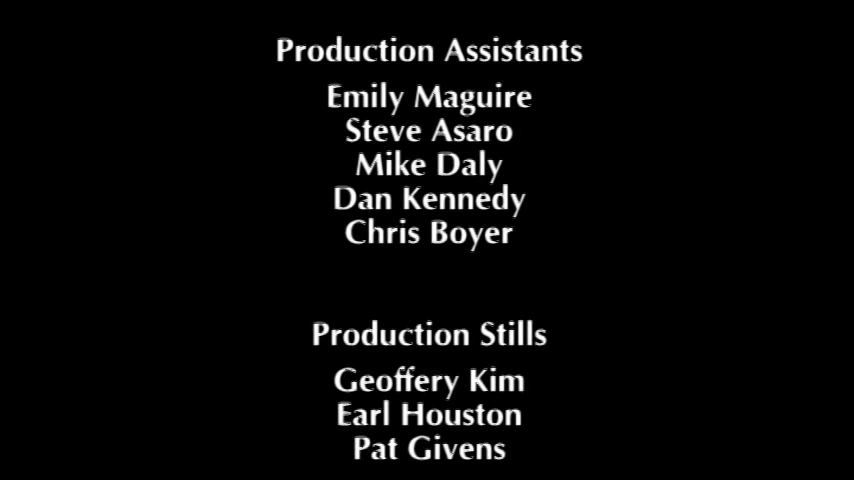 Production Assistants
Emily Maguire
Steve Asaro
Mike Daly
Dan Kennedy
Chris Boyer
Production Stills
Geoffery Kim
Earl Houston
Pat Givens